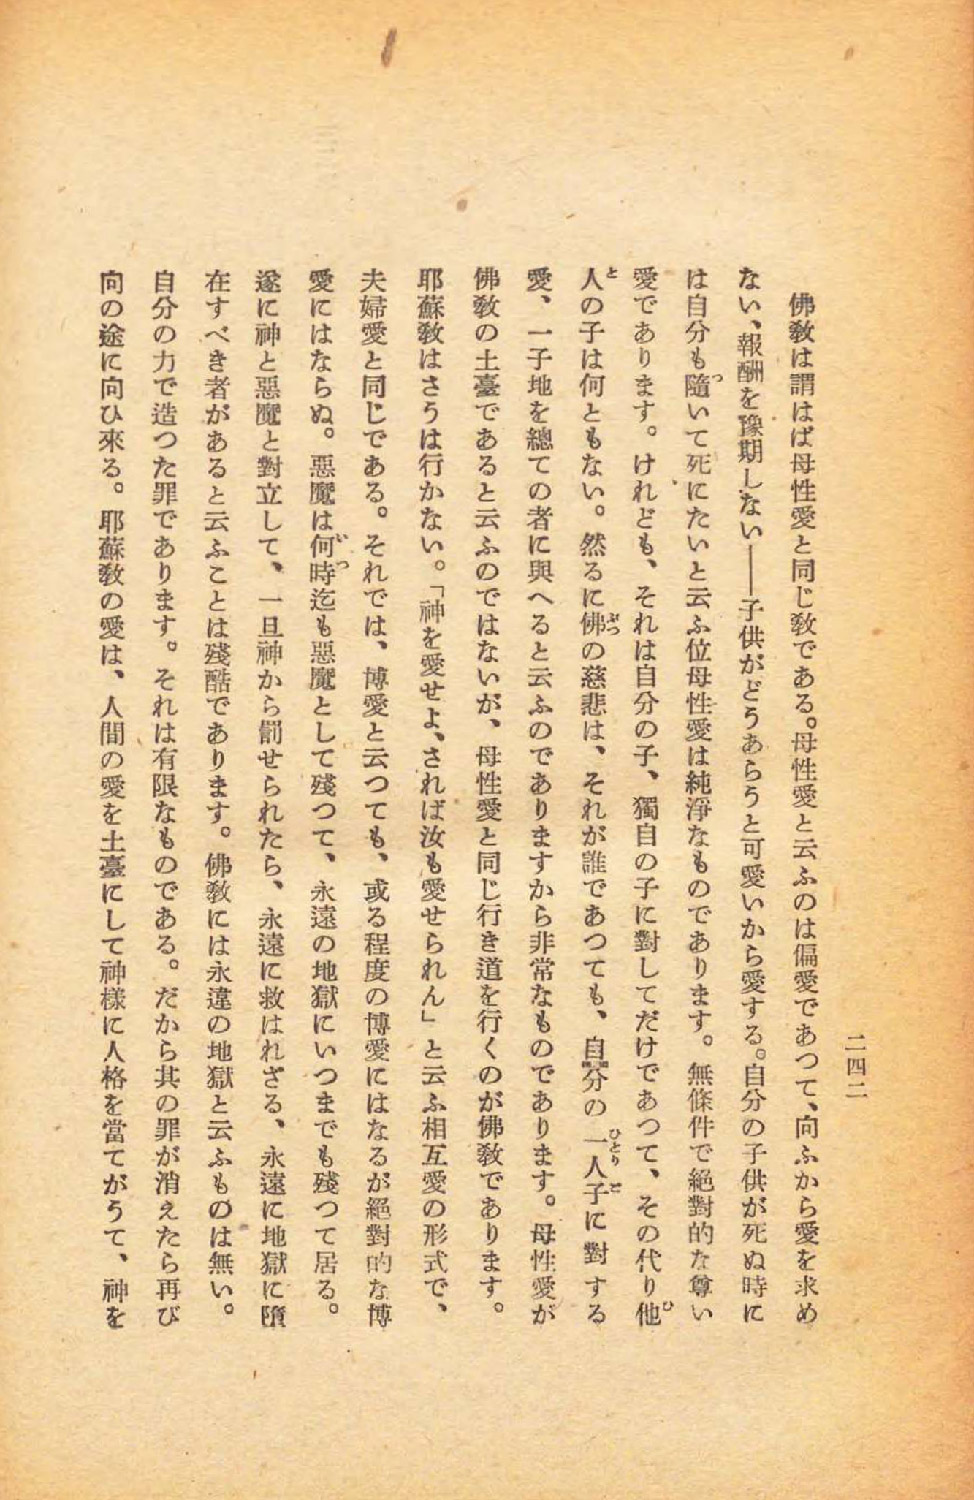 二四二
佛敎は謂はば母性愛と同じ敎である。母性愛と云ふのは偏愛であつて、向ふから愛を求め
ない、報酬を豫期しない――子供がどうあらうと可愛いから愛する。自分の子供が死ぬ時に
は自分も隨いて死にたいと云ふ位母性愛は純淨なものであります。無條件で絕對的な尊い
愛であります。けれども、それは自分の子、獨自の子に對してだけであつて、その代り他
人の子は何ともない。然るに佛の慈悲は、それが誰であつても、自分の一人子に對する
愛、一子地を總ての者に與へると云ふのでありますから非常なものであります。母性愛が
佛敎の土臺であると云ふのではないが、母性愛と同じ行き道を行くのが佛敎であります。
耶蘇敎はさうは行かない。「神を愛せよ、されば汝も愛せられん」と云ふ相互愛の形式で、
夫婦愛と同じである。それでは、博愛と云つても、或る程度の博愛にはなるが絕對的な博
愛にはならぬ。惡魔は何時迄も惡魔として殘つて、永遠の地獄にいつまでも殘つて居る。
遂に神と惡魔と對立して、一旦神から罰せられたら、永遠に救はれざる、永遠に地獄に墮
在すべき者があると云ふことは殘酷であります。佛敎には永遠の地獄と云ふものは無い。
自分の力で造つた罪であります。それは有限なものである。だから其の罪が消えたら再び
向の途に向ひ來る。耶蘇敎の愛は、人間の愛を土臺にして神樣に人格を當てがうて、神を